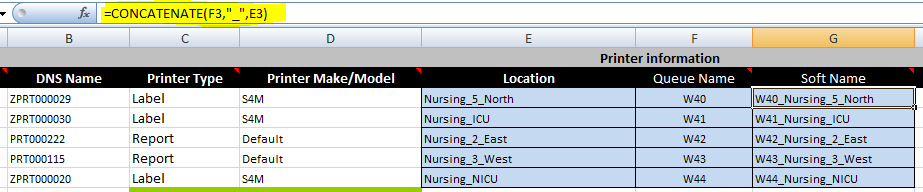 fx =CONCATENATE(F3,"_",E3)
B C D E F G
Printer information
DNS Name Printer Type Printer Make/Model Location Queue Name Soft Name
ZPRT000029 Label S4M Nursing_5_North W40 W40_Nursing_5_North
ZPRT000030 Label S4M Nursing_ICU W41 W41_Nursing_ICU
PRT000222 Report Default Nursing_2_East W42 W42_Nursing_2_East
PRT000115 Report Default Nursing_3_West W43 W43_Nursing_3_West
ZPRT000020 Label S4M Nursing_NICU W44 W44_Nursing_NICU